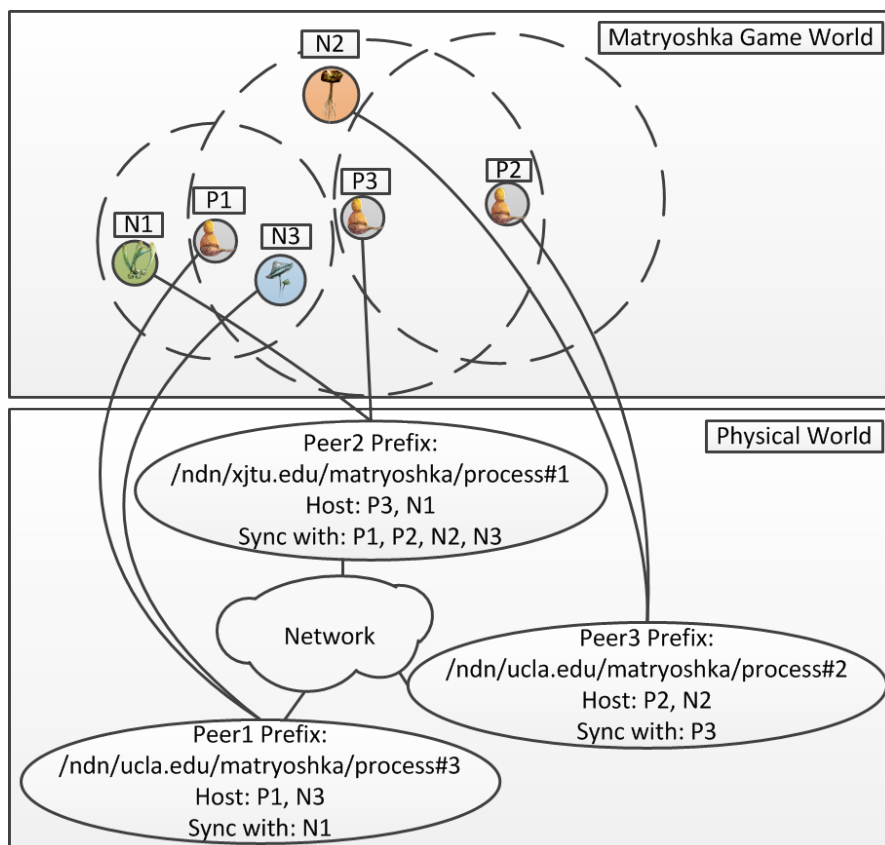 Matryoshka Game World
N2
P3
P2
P1
N1
N3
Physical World
Peer2 Prefix:
/ndn/xjtu.edu/matryoshka/process#1
Host: P3, N1
Sync with: P1, P2, N2, N3
Network
Peer3 Prefix:
/ndn/ucla.edu/matryoshka/process#2
Host: P2, N2
Sync with: P3
Peer1 Prefix:
/ndn/ucla.edu/matryoshka/process#3
Host: P1, N3
Sync with: N1